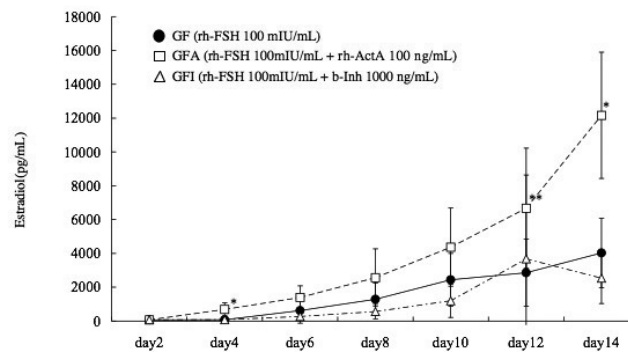 GF (rh-FSH 100 mIU/mL)
GFA (rh-FSH 100mIU/mL + rh-ActA 100 ng/mL)
GFI (rh-FSH 100mIU/mL + b-Inh 1000 ng/mL)
Estradiol(pg/mL)
18000
16000
14000
12000
10000
8000
6000
4000
2000
0
*
**
*
day2 day4 day6 day8 day10 day12 day14